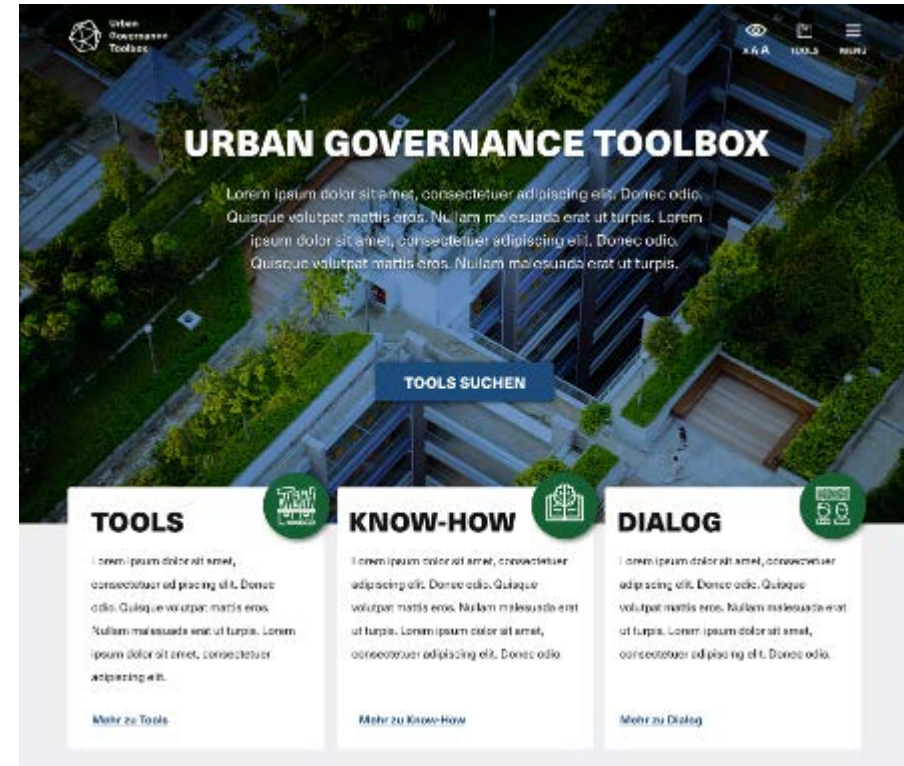 Urban
Governance
Toolbox
A A
TOOLS
MENU
URBAN GOVERNANCE TOOLBOX
Lorem ipsum dolor sit amet, consectetuer adipiscing elit. Donec odio.
Quisque volutpat mattis eros. Nullam malesuada erat ut turpis. Lorem
ipsum dolor sit amet, consectetuer adipiscing elit. Donec odio.
Quisque volutpat mattis eros. Nullam malesuada erat ut turpis.
TOOLS SUCHEN
TOOLS
Lorem ipsum dolor sit amet,
consectetuer adipiscing elit. Donec
odio. Quisque volutpat mattis eros.
Nullam malesuada erat ut turpis. Lorem
ipsum dolor sit amet, consectetuer
adipiscing elit.
Mehr zu Tools
KNOW-HOW
Lorem ipsum dolor sit amet, consectetuer
adipiscing elit. Donec odio. Quisque
volutpat mattis eros. Nullam malesuada erat
ut turpis. Lorem ipsum dolor sit amet,
consectetuer adipiscing elit. Donec odio.
Mehr zu Know-How
DIALOG
Lorem ipsum dolor sit amet, consectetuer
adipiscing elit. Donec odio. Quisque
volutpat mattis eros. Nullam malesuada erat
ut turpis. Lorem ipsum dolor sit amet,
consectetuer adipiscing elit. Donec odio.
Mehr zu Dialog